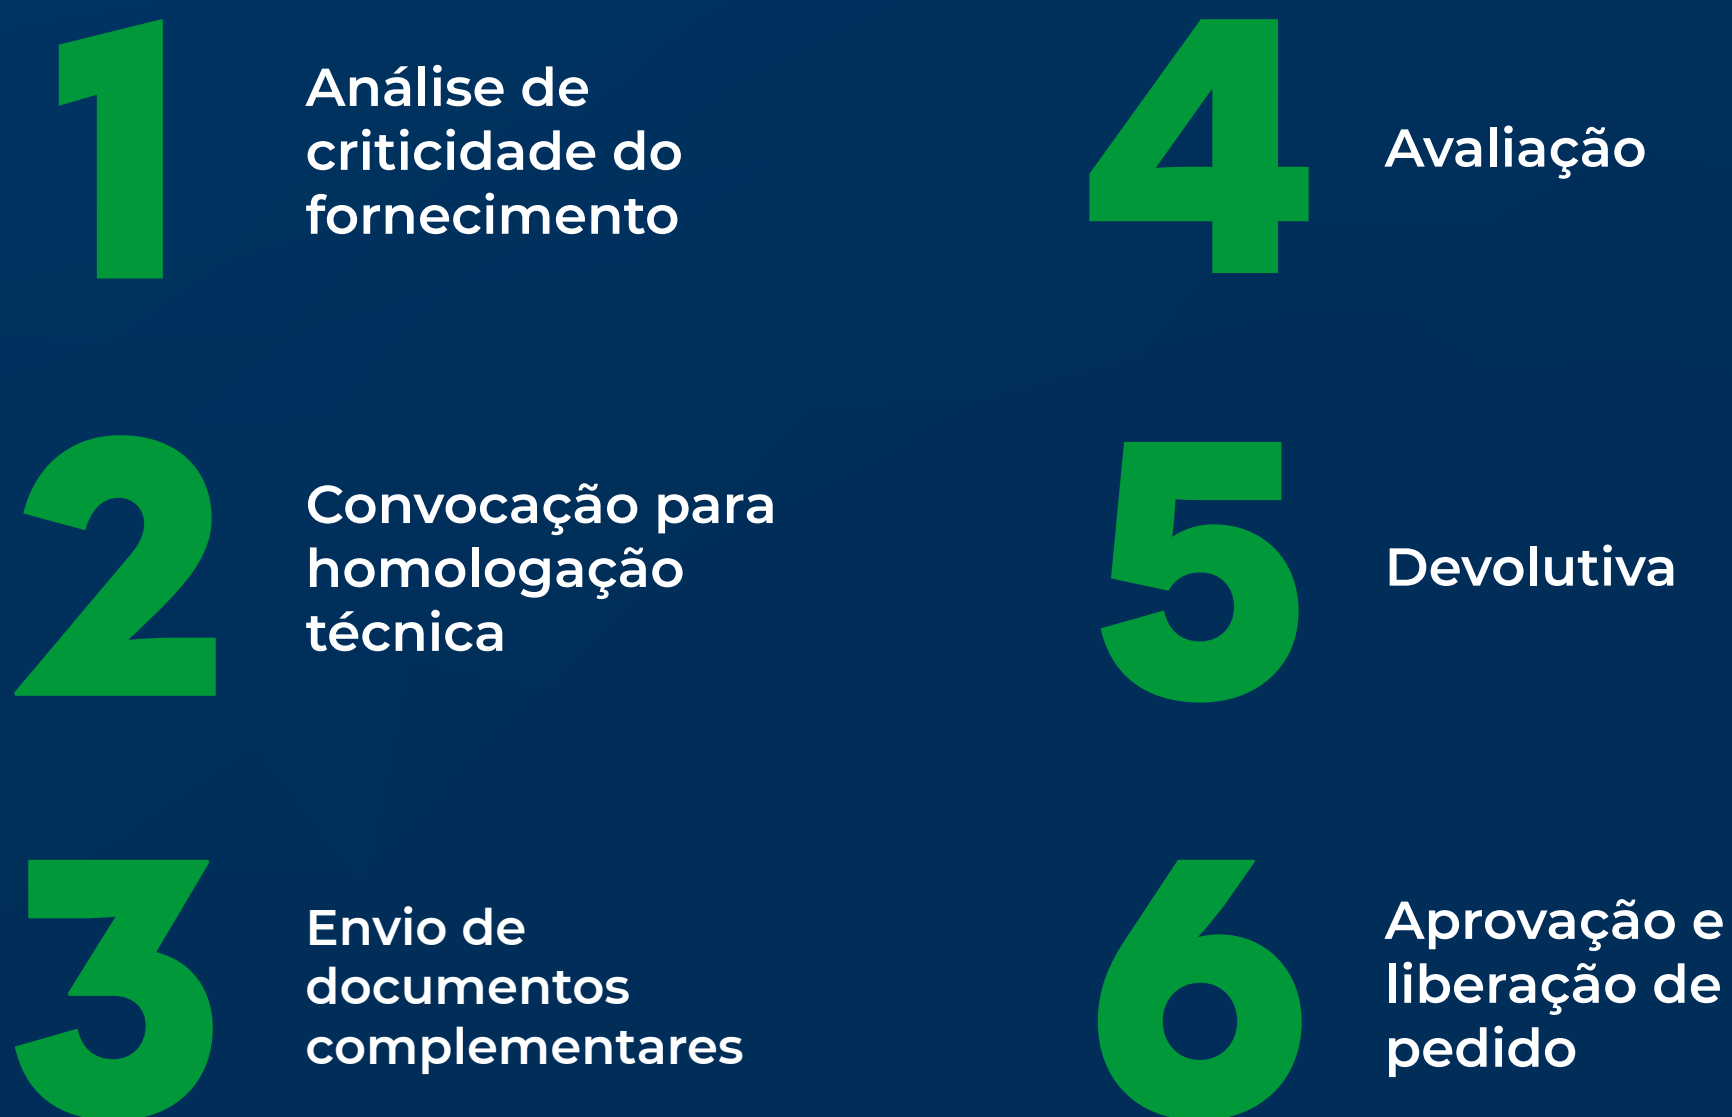 1
Análise de
criticidade do
fornecimento
2
Convocação para
homologação
técnica
3
Envio de
documentos
complementares
4
Avaliação
5
Devolutiva
6
Aprovação e
liberação de
pedido